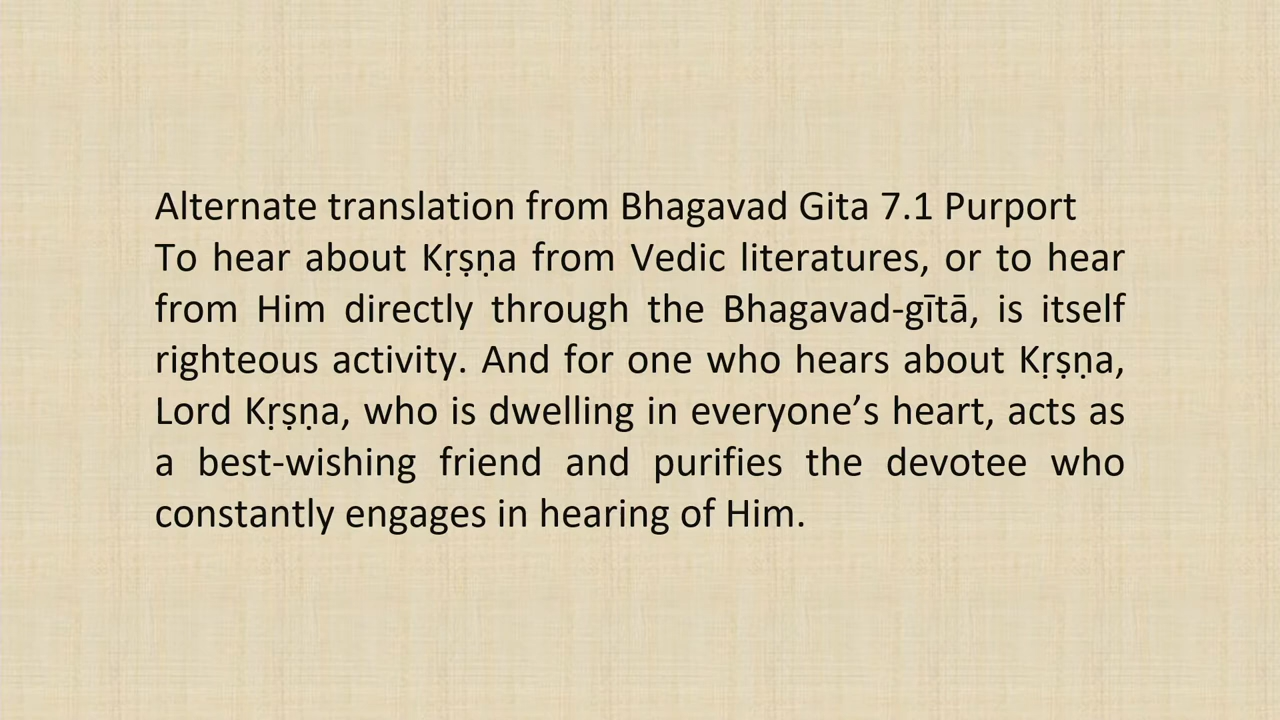 Alternate translation from Bhagavad Gita 7.1 Purport
To hear about Kṛṣṇa from Vedic literatures, or to hear
from Him directly through the Bhagavad-gītā, is itself
righteous activity. And for one who hears about Kṛṣṇa,
Lord Kṛṣṇa, who is dwelling in everyone’s heart, acts as
a best-wishing friend and purifies the devotee who
constantly engages in hearing of Him.